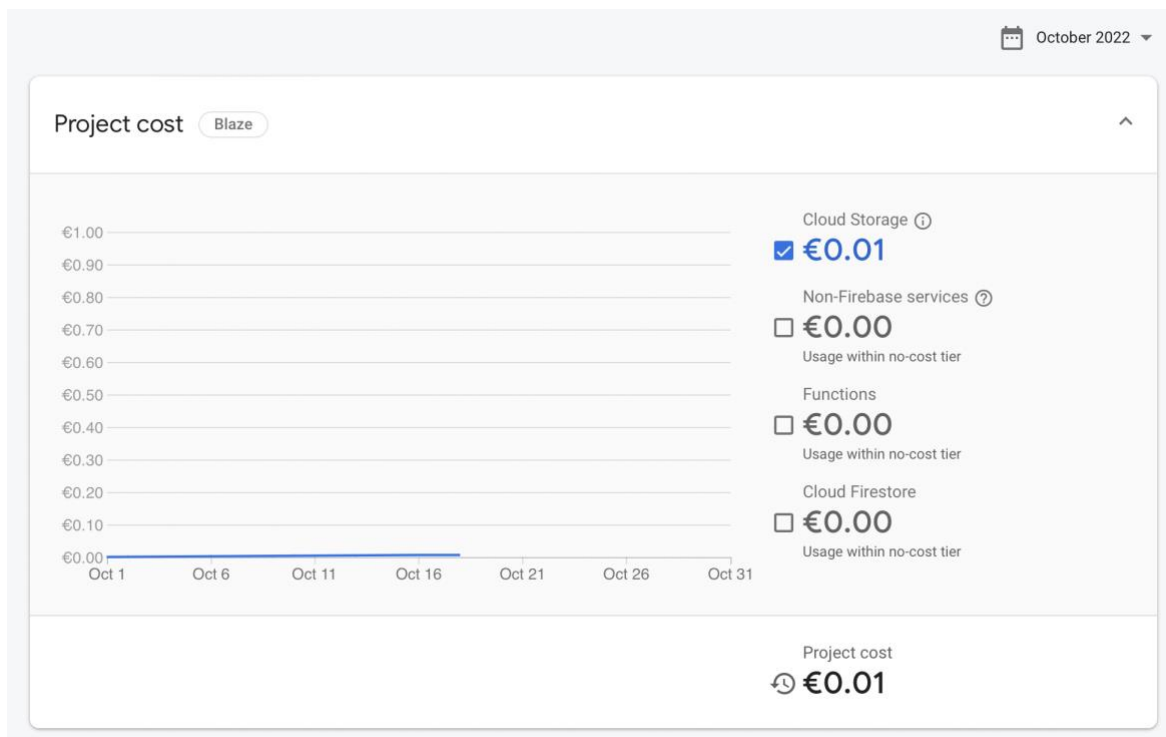 October 2022
Project cost Blaze
€1.00
€0.90
€0.80
€0.70
€0.60
€0.50
€0.40
€0.30
€0.20
€0.10
€0.00
Oct 1 Oct 6 Oct 11 Oct 16 Oct 21 Oct 26 Oct 31
Cloud Storage
€0.01
Non-Firebase services
€0.00
Usage within no-cost tier
Functions
€0.00
Usage within no-cost tier
Cloud Firestore
€0.00
Usage within no-cost tier
Project cost
€0.01